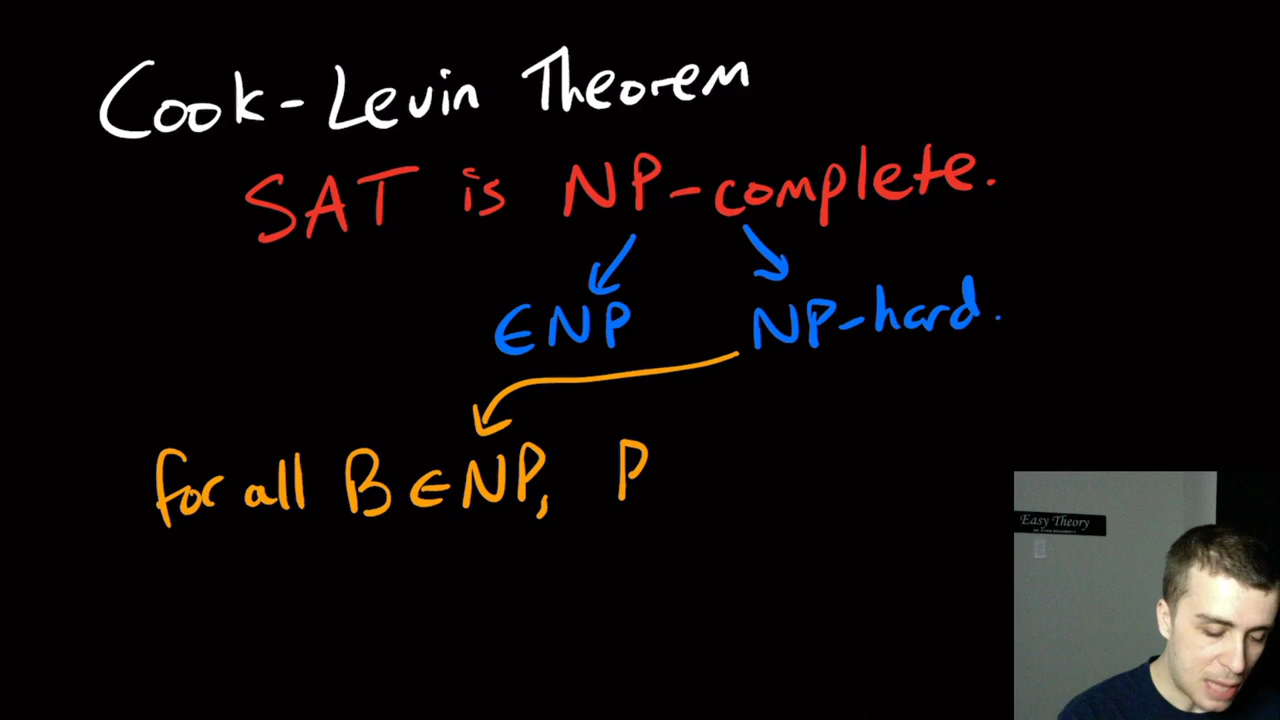 Cook-Levin Theorem
SAT is NP-complete.
∈NP NP-hard.
for all B∈NP, P
Easy Theory